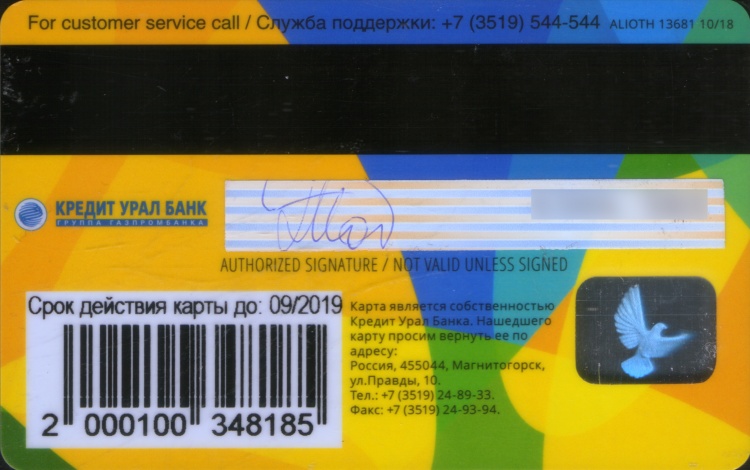 For customer service call / Служба поддержки: +7 (3519) 544-544 ALIOTH 13681 10/18
КРЕДИТ УРАЛ БАНК
ГРУППА ГАЗПРОМБАНКА
AUTHORIZED SIGNATURE / NOT VALID UNLESS SIGNED
Срок действия карты до: 09/2019
2 000100 348185
Карта является собственностью
Кредит Урал Банка. Нашедшего
карту просим вернуть ее по
адресу:
Россия, 455044, Магнитогорск,
ул.Правды, 10.
Тел.: +7 (3519) 24-89-33.
Факс: +7 (3519) 24-93-94.